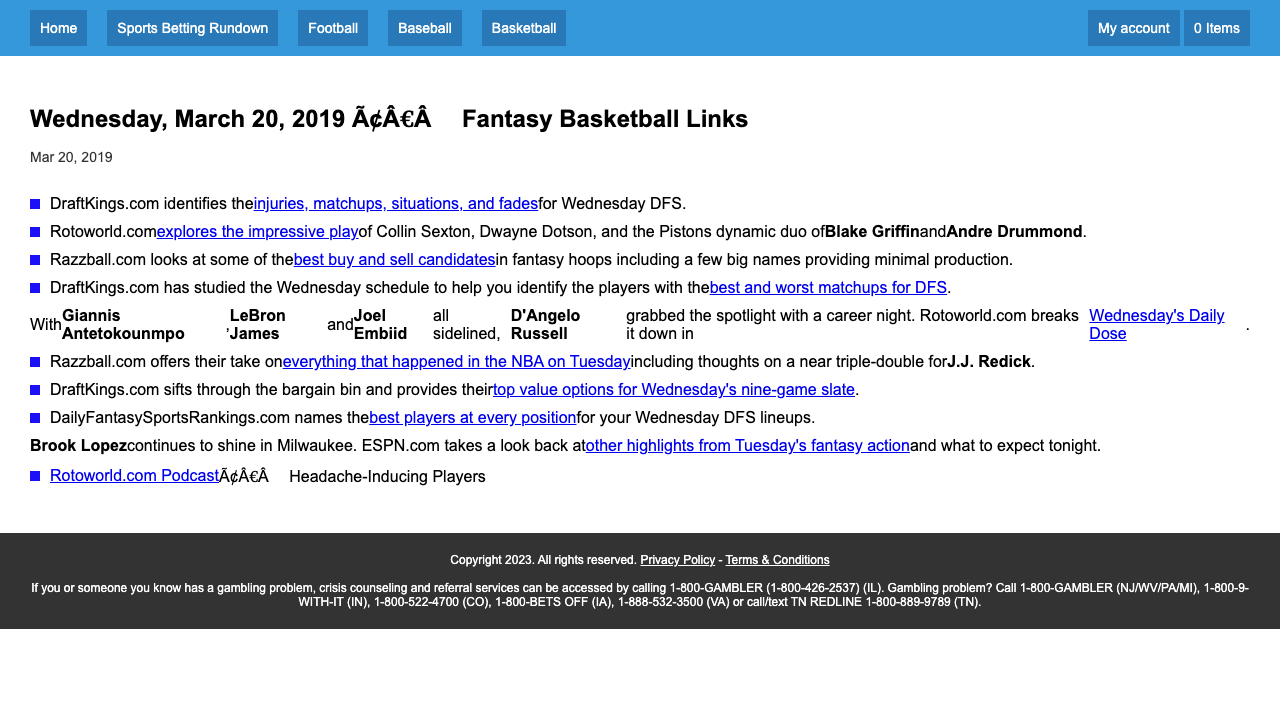 Home Sports Betting Rundown Football Baseball Basketball My account 0 Items
Wednesday, March 20, 2019 Ã¢Â€Â Fantasy Basketball Links
Mar 20, 2019
DraftKings.com identifies the injuries, matchups, situations, and fades for Wednesday DFS.
Rotoworld.com explores the impressive play of Collin Sexton, Dwayne Dotson, and the Pistons dynamic duo of Blake Griffin and Andre Drummond.
Razzball.com looks at some of the best buy and sell candidates in fantasy hoops including a few big names providing minimal production.
DraftKings.com has studied the Wednesday schedule to help you identify the players with the best and worst matchups for DFS.
With Giannis Antetokounmpo, LeBron James and Joel Embiid all sidelined, D'Angelo Russell grabbed the spotlight with a career night. Rotoworld.com breaks it down in Wednesday's Daily Dose.
Razzball.com offers their take on everything that happened in the NBA on Tuesday including thoughts on a near triple-double for J.J. Redick.
DraftKings.com sifts through the bargain bin and provides their top value options for Wednesday's nine-game slate.
DailyFantasySportsRankings.com names the best players at every position for your Wednesday DFS lineups.
Brook Lopez continues to shine in Milwaukee. ESPN.com takes a look back at other highlights from Tuesday's fantasy action and what to expect tonight.
Rotoworld.com Podcast Ã¢Â€Â Headache-Inducing Players
Copyright 2023. All rights reserved. Privacy Policy - Terms & Conditions
If you or someone you know has a gambling problem, crisis counseling and referral services can be accessed by calling 1-800-GAMBLER (1-800-426-2537) (IL). Gambling problem? Call 1-800-GAMBLER (NJ/WV/PA/MI), 1-800-9-
WITH-IT (IN), 1-800-522-4700 (CO), 1-800-BETS OFF (IA), 1-888-532-3500 (VA) or call/text TN REDLINE 1-800-889-9789 (TN).